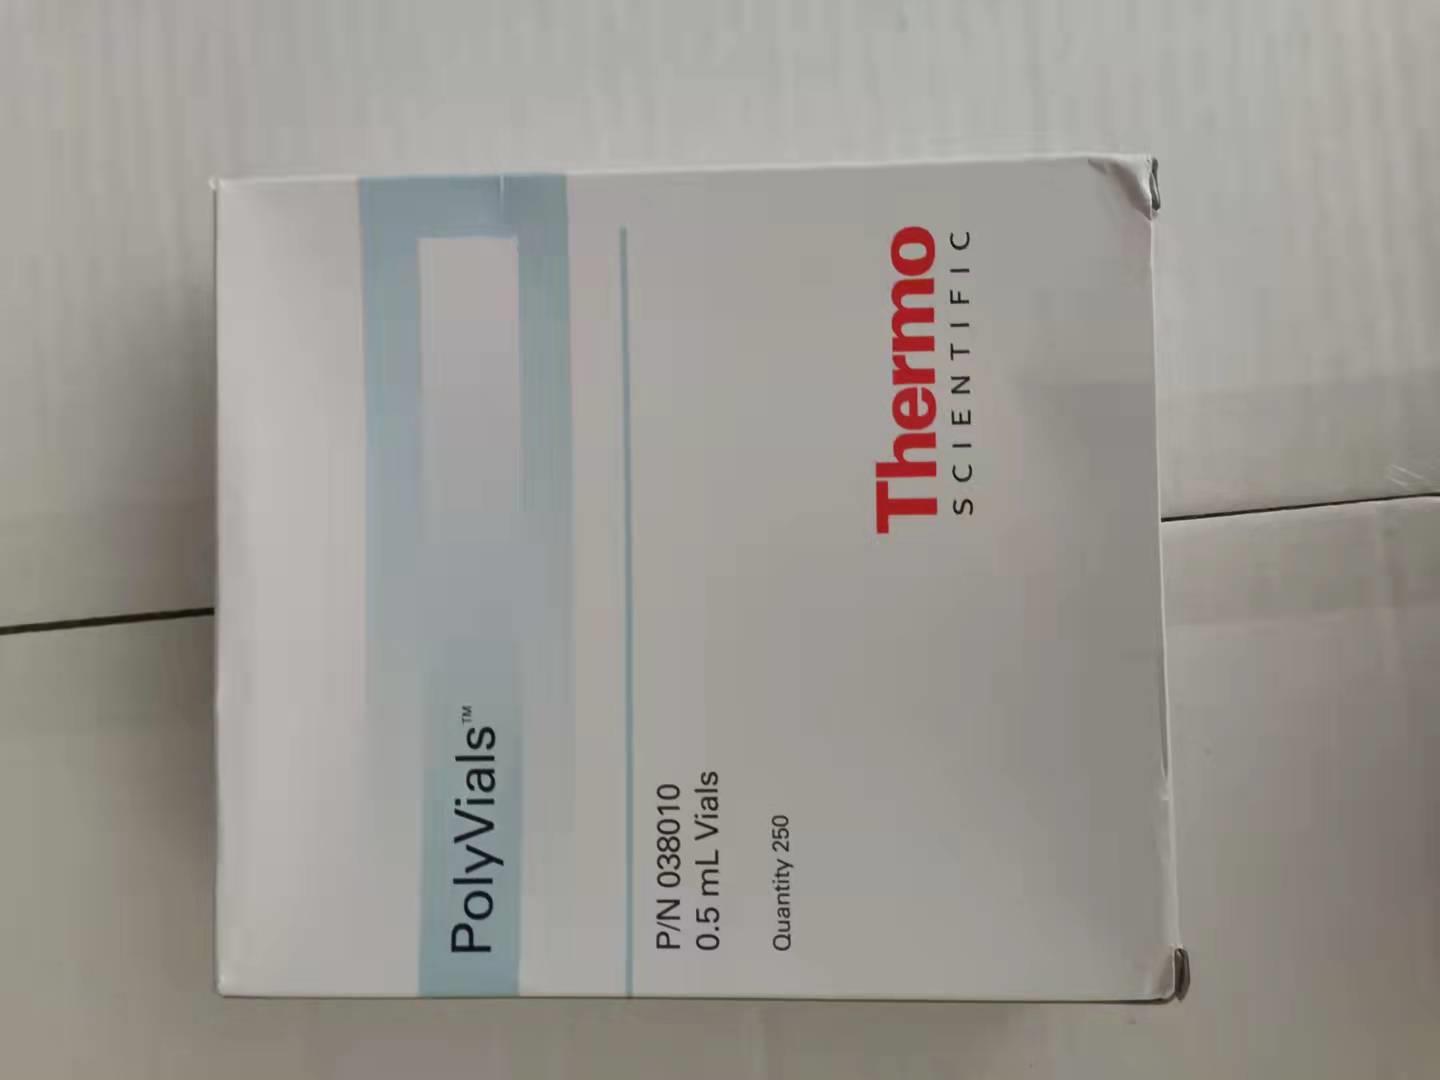 PolyVials™
P/N 038010
0.5 mL Vials
Quantity 250
Thermo
SCIENTIFIC